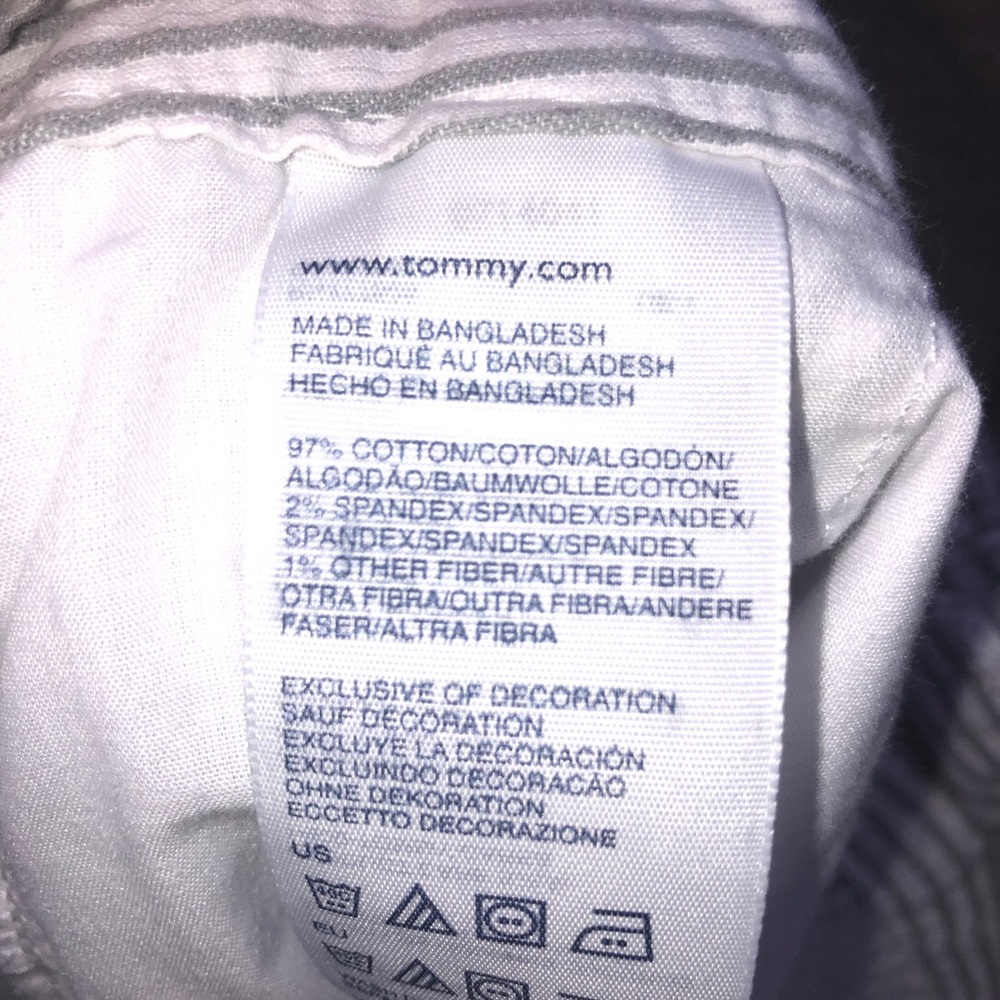 www.tommy.com
MADE IN BANGLADESH
FABRIQUÉ AU BANGLADESH
HECHO EN BANGLADESH
97% COTTON/COTON/ALGODÓN/
ALGODÃO/BAUMWOLLE/COTONE
2% SPANDEX/SPANDEX/SPANDEX/
SPANDEX/SPANDEX/SPANDEX
1% OTHER FIBER/AUTRE FIBRE/
OTRA FIBRA/OUTRA FIBRA/ANDERE
FASER/ALTRA FIBRA
EXCLUSIVE OF DECORATION
SAUF DÉCORATION
EXCLUYE LA DECORACIÓN
EXCLUINDO DECORAÇÃO
OHNE DEKORATION
ECCETTO DECORAZIONE
US
EU